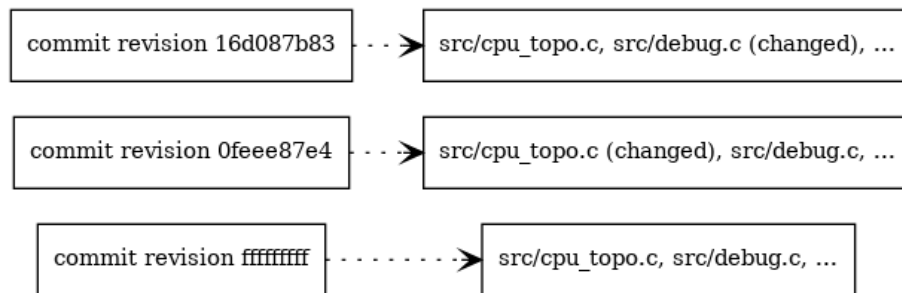 commit revision 16d087b83
src/cpu_topo.c, src/debug.c (changed), ...
commit revision 0feee87e4
src/cpu_topo.c (changed), src/debug.c, ...
commit revision fffffffff
src/cpu_topo.c, src/debug.c, ...